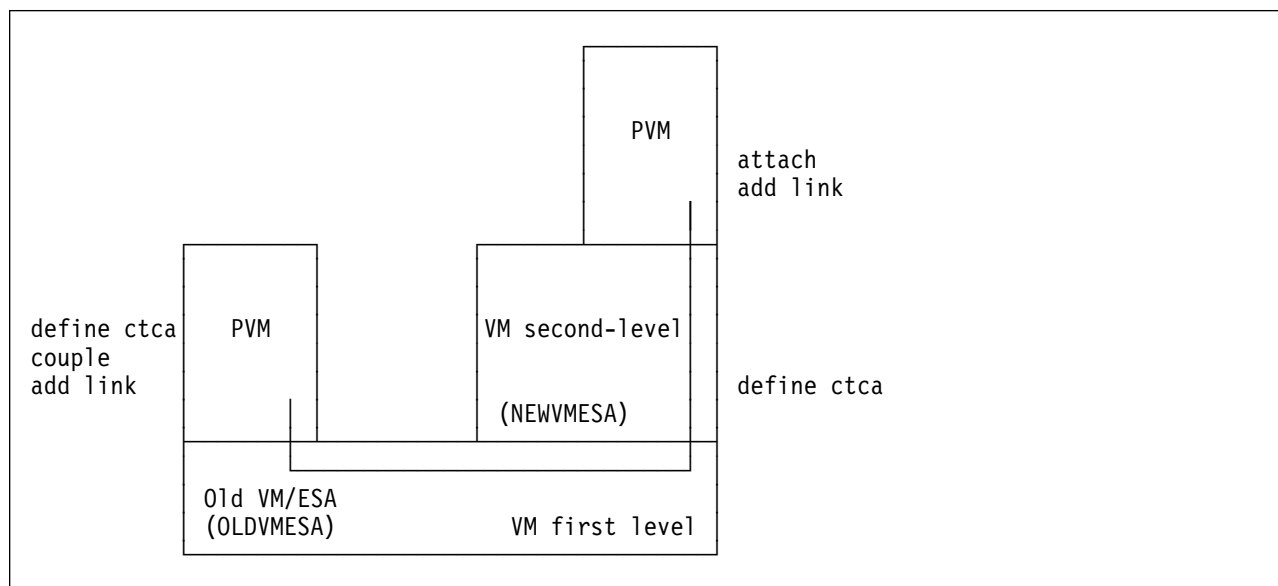 PVM
attach
add link
define ctca
couple
add link
PVM
VM second-level
define ctca
(NEWVMESA)
Old VM/ESA
(OLDVMESA)
VM first level